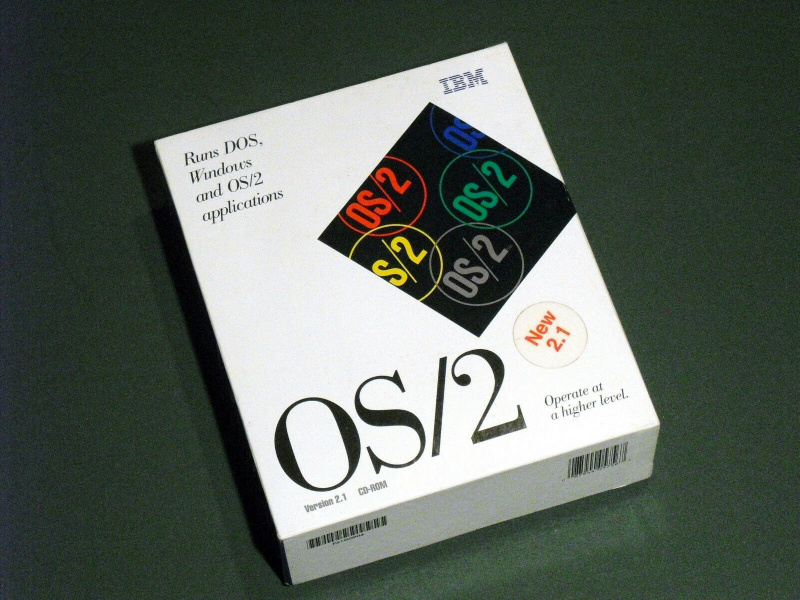 IBM
Runs DOS,
Windows
and OS/2
applications
OS/2
OS/2
OS/2
S/2
OS/2
New
2.1
OS/2
Operate at
a higher level.
Version 2.1 CD-ROM